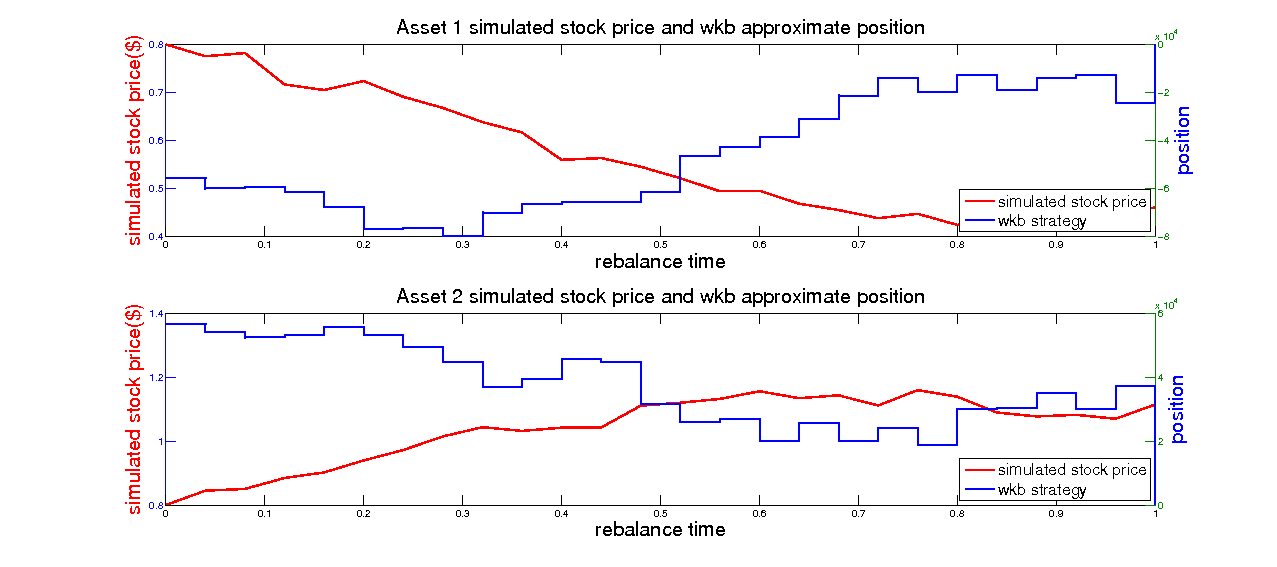 Asset 1 simulated stock price and wkb approximate position
x 10^4
simulated stock price($)
0.8
0.7
0.6
0.5
0.4
0
-2
-4
-6
-8
position
simulated stock price
wkb strategy
0 0.1 0.2 0.3 0.4 0.5 0.6 0.7 0.8 0.9 1
rebalance time
Asset 2 simulated stock price and wkb approximate position
x 10^4
simulated stock price($)
1.4
1.2
1
0.8
6
4
2
0
position
simulated stock price
wkb strategy
0 0.1 0.2 0.3 0.4 0.5 0.6 0.7 0.8 0.9 1
rebalance time